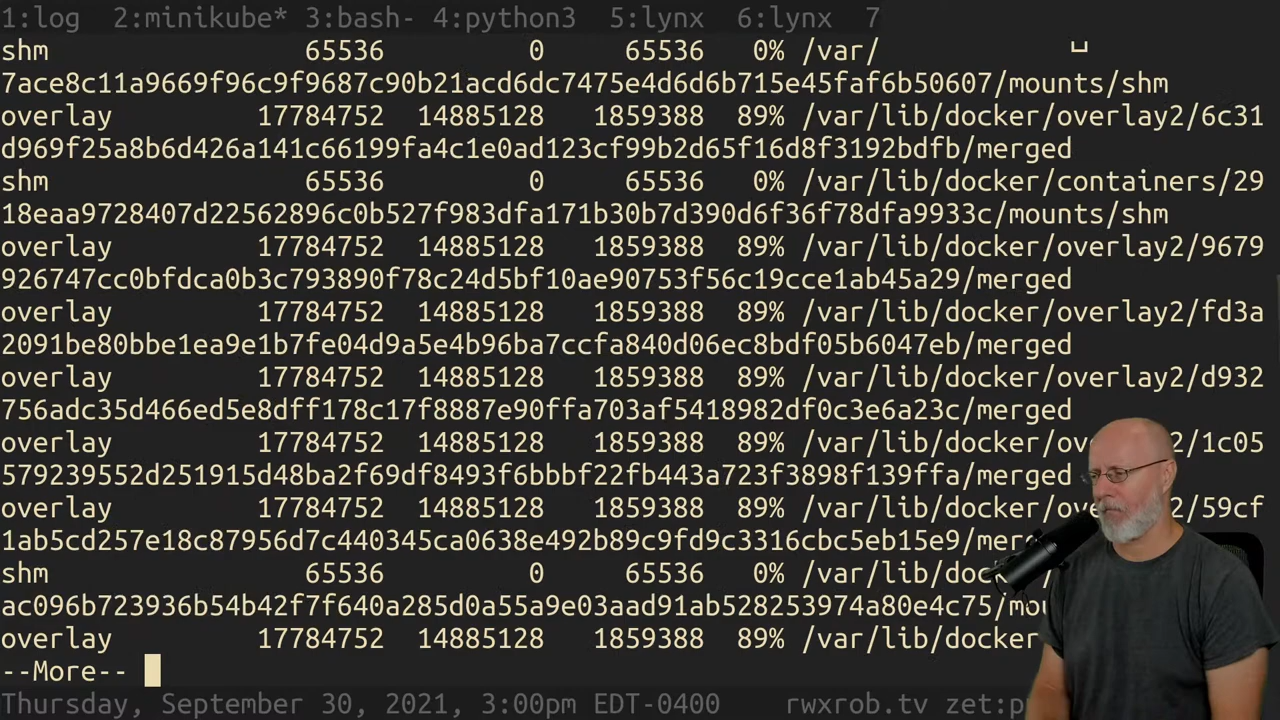 1:log 2:minikube* 3:bash- 4:python3 5:lynx 6:lynx 7
shm 65536 0 65536 0% /var/
7ace8c11a9669f96c9f9687c90b21acd6dc7475e4d6d6b715e45faf6b50607/mounts/shm
overlay 17784752 14885128 1859388 89% /var/lib/docker/overlay2/6c31
d969f25a8b6d426a141c66199fa4c1e0ad123cf99b2d65f16d8f3192bdfb/merged
shm 65536 0 65536 0% /var/lib/docker/containers/29
18eaa9728407d22562896c0b527f983dfa171b30b7d390d6f36f78dfa9933c/mounts/shm
overlay 17784752 14885128 1859388 89% /var/lib/docker/overlay2/9679
926747cc0bfdca0b3c793890f78c24d5bf10ae90753f56c19cce1ab45a29/merged
overlay 17784752 14885128 1859388 89% /var/lib/docker/overlay2/fd3a
2091be80bbe1ea9e1b7fe04d9a5e4b96ba7ccfa840d06ec8bdf05b6047eb/merged
overlay 17784752 14885128 1859388 89% /var/lib/docker/overlay2/d932
756adc35d466ed5e8dff178c17f8887e90ffa703af5418982df0c3e6a23c/merged
overlay 17784752 14885128 1859388 89% /var/lib/docker/ov 2/1c05
579239552d251915d48ba2f69df8493f6bbbf22fb443a723f3898f139ffa/merged
overlay 17784752 14885128 1859388 89% /var/lib/docker/ov 2/59cf
1ab5cd257e18c87956d7c440345ca0638e492b89c9fd9c3316cbc5eb15e9/mer
shm 65536 0 65536 0% /var/lib/doc
ac096b723936b54b42f7f640a285d0a55a9e03aad91ab528253974a80e4c75/mou
overlay 17784752 14885128 1859388 89% /var/lib/docker
--More--
Thursday, September 30, 2021, 3:00pm EDT-0400 rwxrob.tv zet:p